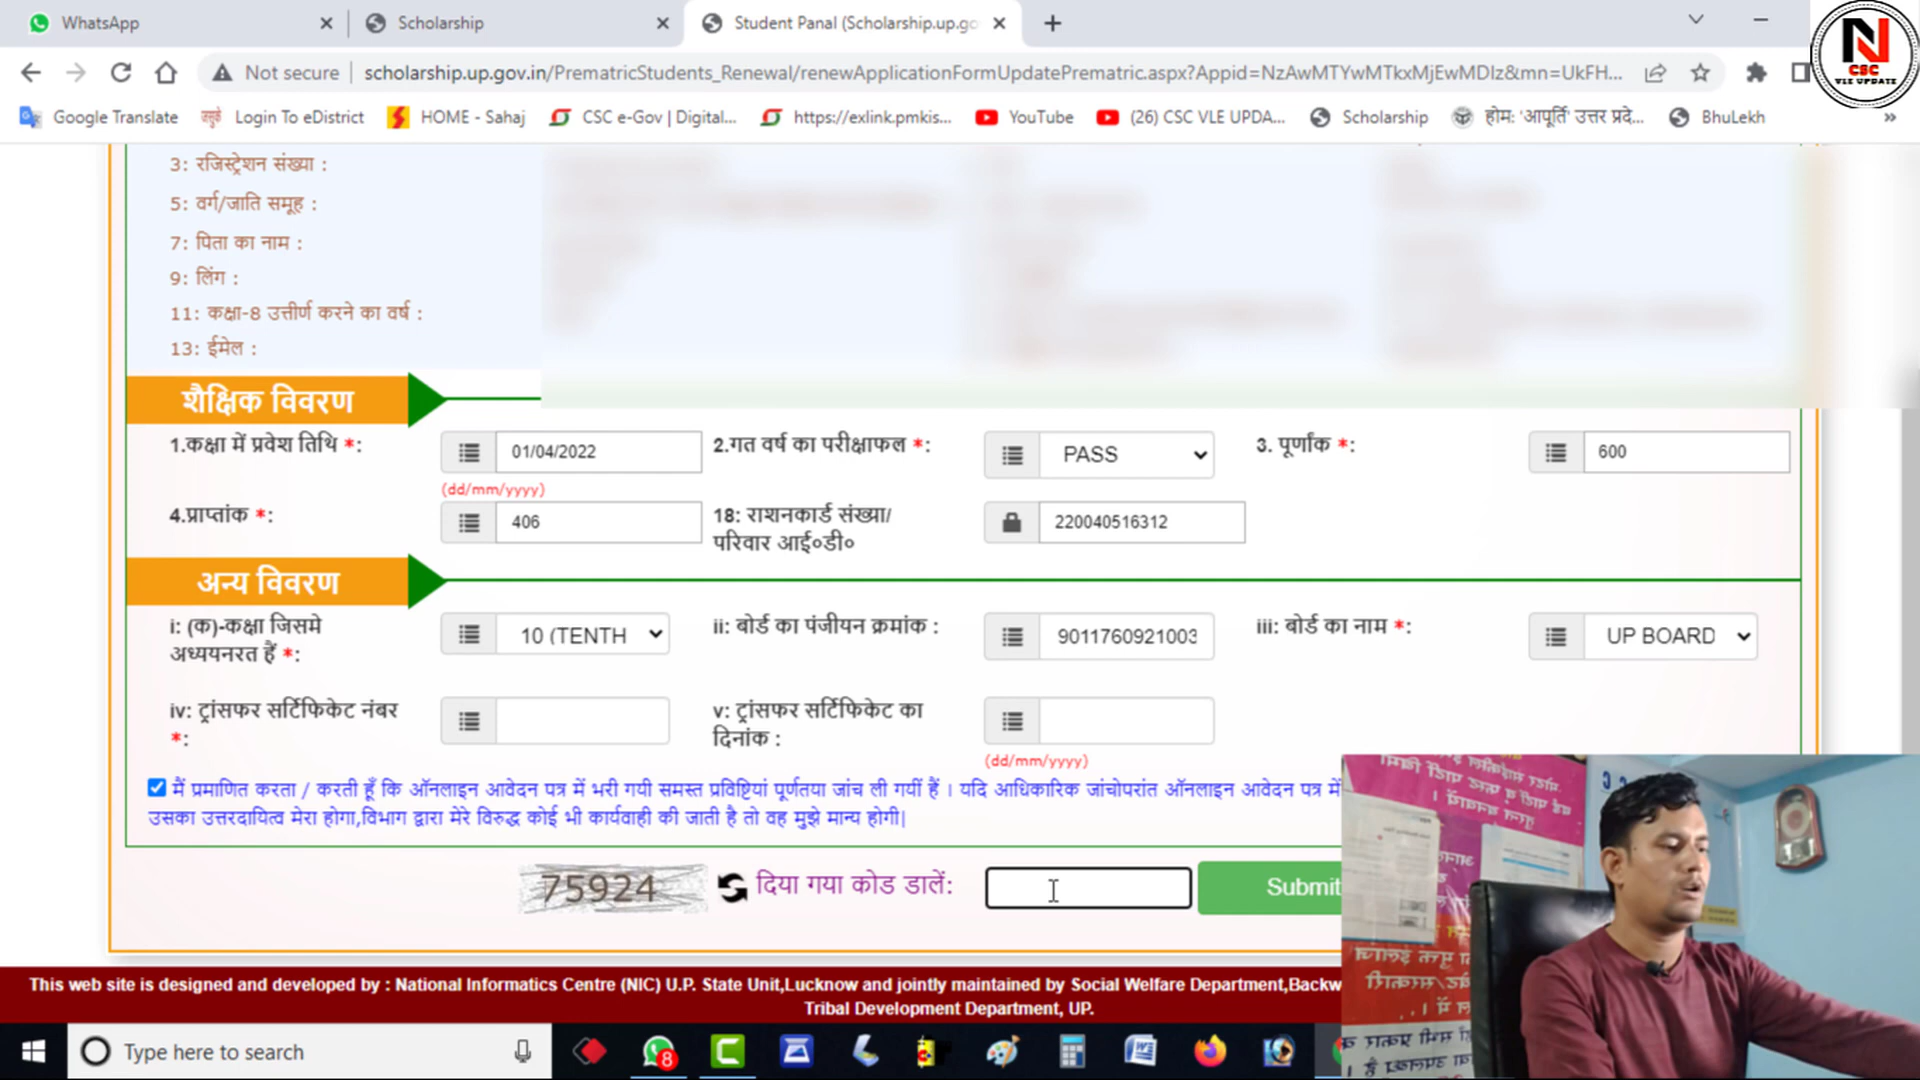 WhatsApp
Scholarship
Student Panal (Scholarship.up.go
Not secure
scholarship.up.gov.in/PrematricStudents_Renewal/renewApplicationFormUpdatePrematric.aspx?Appid=NzAwMTYwMTkxMjEwMDIz&mn=UkFH...
N
CSC
VLE UPDATE
Google Translate
Login To eDistrict
HOME - Sahaj
CSC e-Gov | Digital...
https://exlink.pmkis...
YouTube
(26) CSC VLE UPDA...
Scholarship
होम: 'आपूर्ति' उत्तर प्रदे...
BhuLekh
»
3: रजिस्ट्रेशन संख्या :
5: वर्ग/जाति समूह :
7: पिता का नाम :
9: लिंग :
11: कक्षा-8 उत्तीर्ण करने का वर्ष :
13: ईमेल :
शैक्षिक विवरण
1.कक्षा में प्रवेश तिथि *: 01/04/2022 2.गत वर्ष का परीक्षाफल *: PASS 3. पूर्णांक *: 600
(dd/mm/yyyy)
4.प्राप्तांक *: 406 18: राशनकार्ड संख्या/
परिवार आई०डी० 220040516312
अन्य विवरण
i: (क)-कक्षा जिसमे
अध्ययनरत हैं *: 10 (TENTH ii: बोर्ड का पंजीयन क्रमांक : 9011760921003 iii: बोर्ड का नाम *: UP BOARD
iv: ट्रांसफर सर्टिफिकेट नंबर
*:
v: ट्रांसफर सर्टिफिकेट का
दिनांक :
(dd/mm/yyyy)
मैं प्रमाणित करता / करती हूँ कि ऑनलाइन आवेदन पत्र में भरी गयी समस्त प्रविष्टियां पूर्णतया जांच ली गयीं हैं । यदि आधिकारिक जांचोपरांत ऑनलाइन आवेदन पत्र में
उसका उत्तरदायित्व मेरा होगा,विभाग द्वारा मेरे विरुद्ध कोई भी कार्यवाही की जाती है तो वह मुझे मान्य होगी|
75924 दिया गया कोड डालें: Submit
This web site is designed and developed by : National Informatics Centre (NIC) U.P. State Unit,Lucknow and jointly maintained by Social Welfare Department,Backw
Tribal Development Department, UP.
Type here to search
8